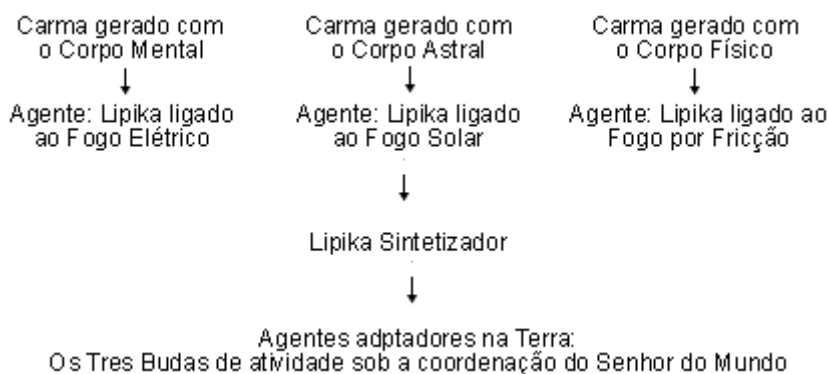 Carma gerado com
o Corpo Mental
Carma gerado com
o Corpo Astral
Carma gerado com
o Corpo Físico
Agente: Lipika ligado
ao Fogo Elétrico
Agente: Lipika ligado
ao Fogo Solar
Agente: Lipika ligado ao
Fogo por Fricção
Lipika Sintetizador
Agentes adptadores na Terra:
Os Tres Budas de atividade sob a coordenação do Senhor do Mundo